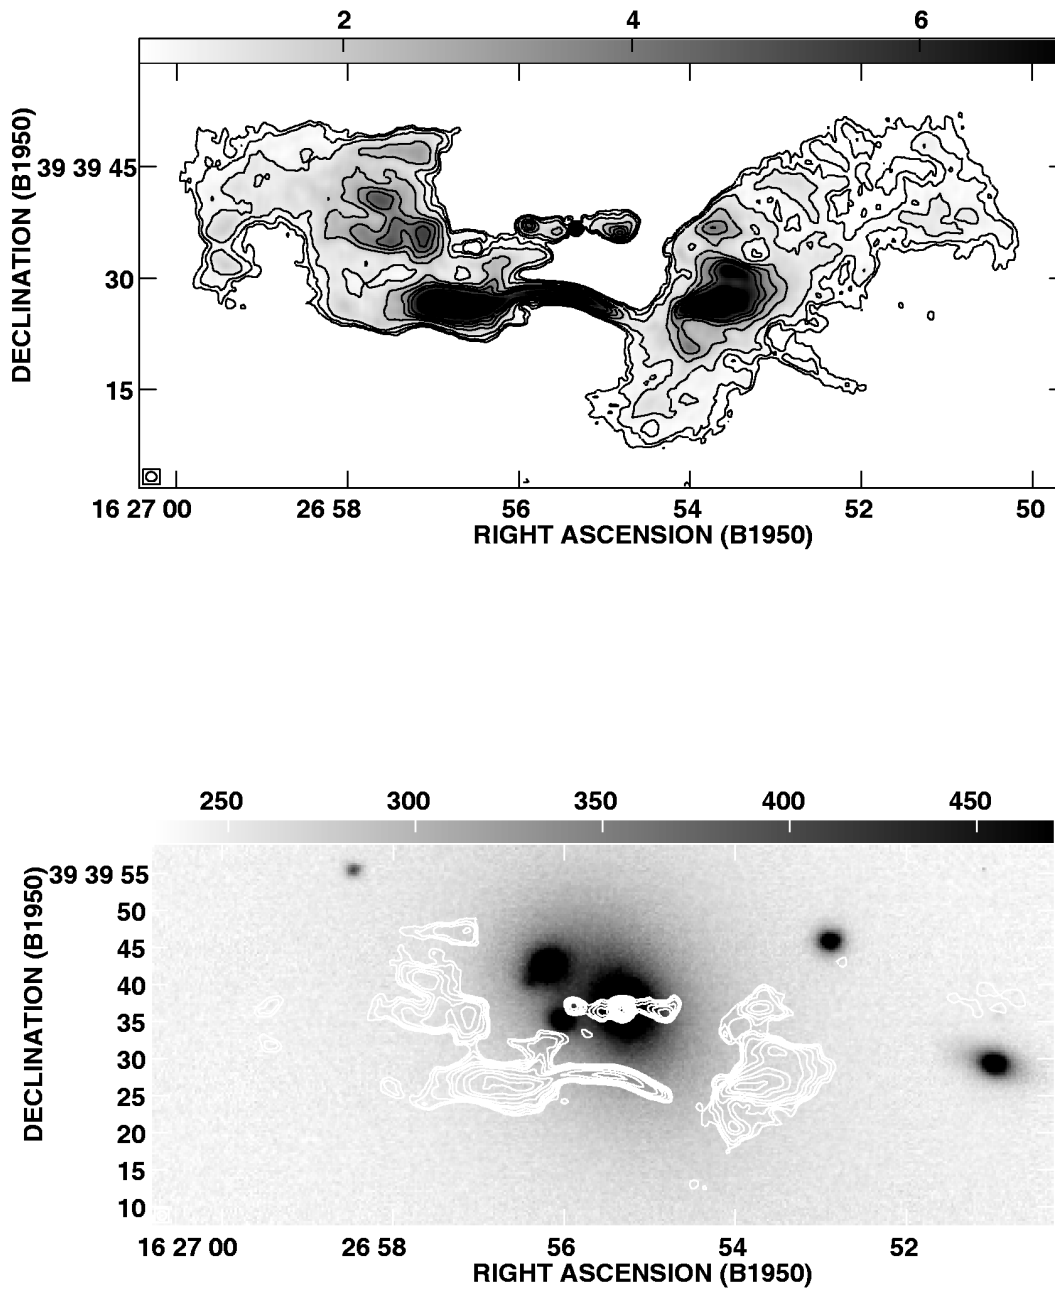 2 4 6
39 39 45
30
15
DECLINATION (B1950)
16 27 00 26 58 56 54 52 50
RIGHT ASCENSION (B1950)
250 300 350 400 450
39 39 55
50
45
40
35
30
25
20
15
10
DECLINATION (B1950)
16 27 00 26 58 56 54 52
RIGHT ASCENSION (B1950)